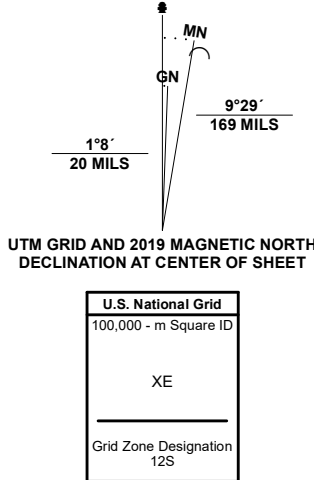 MN
GN
9°29´
169 MILS
1°8´
20 MILS
UTM GRID AND 2019 MAGNETIC NORTH
DECLINATION AT CENTER OF SHEET
U.S. National Grid
100,000 - m Square ID
XE
Grid Zone Designation
12S